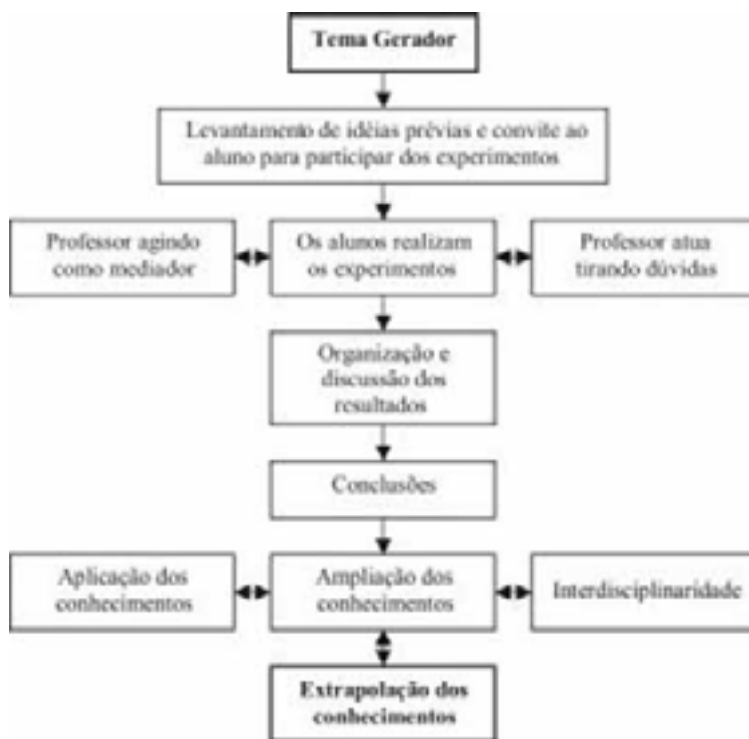 Tema Gerador
Levantamento de idéias prévias e convite ao
aluno para participar dos experimentos
Professor agindo
como mediador
Os alunos realizam
os experimentos
Professor atua
tirando dúvidas
Organização e
discussão dos
resultados
Conclusões
Aplicação dos
conhecimentos
Ampliação dos
conhecimentos
Interdisciplinaridade
Extrapolação dos
conhecimentos